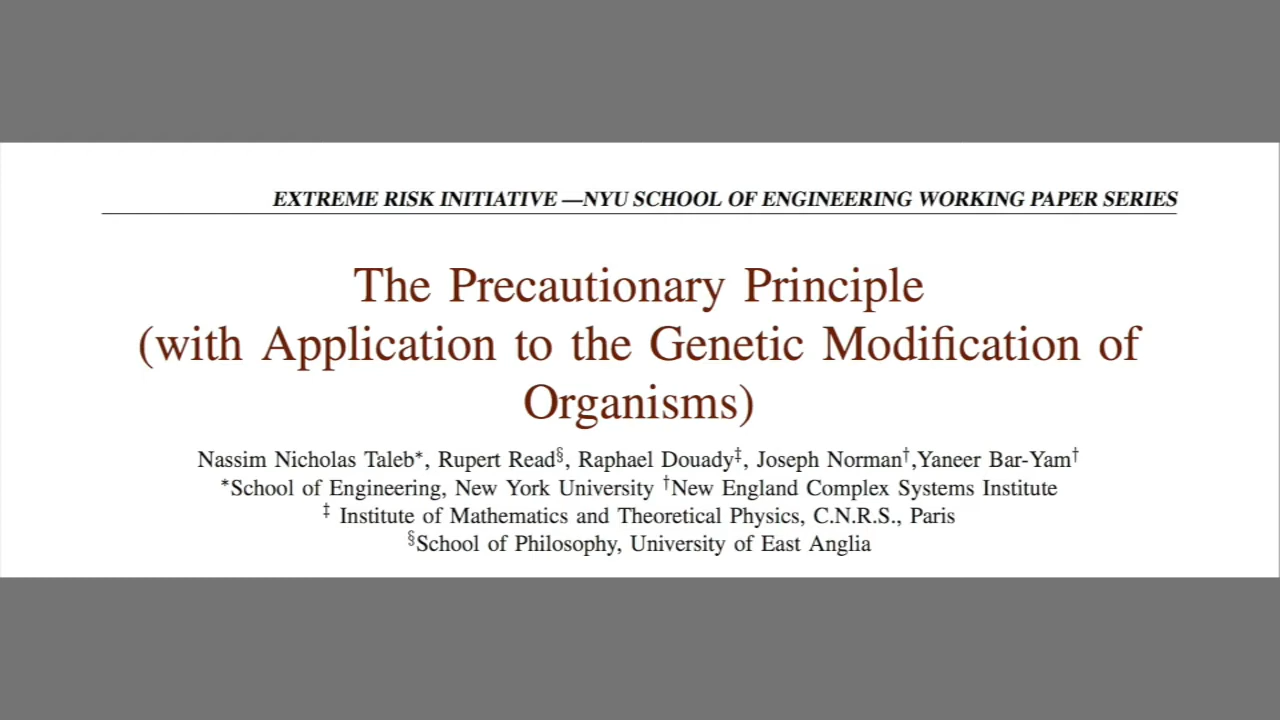 EXTREME RISK INITIATIVE —NYU SCHOOL OF ENGINEERING WORKING PAPER SERIES
The Precautionary Principle
(with Application to the Genetic Modification of
Organisms)
Nassim Nicholas Taleb*, Rupert Read§, Raphael Douady‡, Joseph Norman†,Yaneer Bar-Yam†
*School of Engineering, New York University †New England Complex Systems Institute
‡ Institute of Mathematics and Theoretical Physics, C.N.R.S., Paris
§School of Philosophy, University of East Anglia